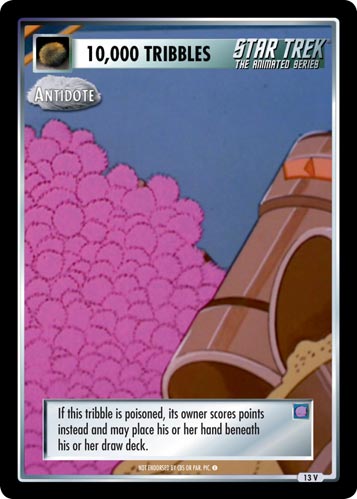 10,000 TRIBBLES
STAR TREK
THE ANIMATED SERIES
ANTIDOTE
If this tribble is poisoned, its owner scores points
instead and may place his or her hand beneath
his or her draw deck.
13 V
NOT ENDORSED BY CBS OR PAR. PIC.